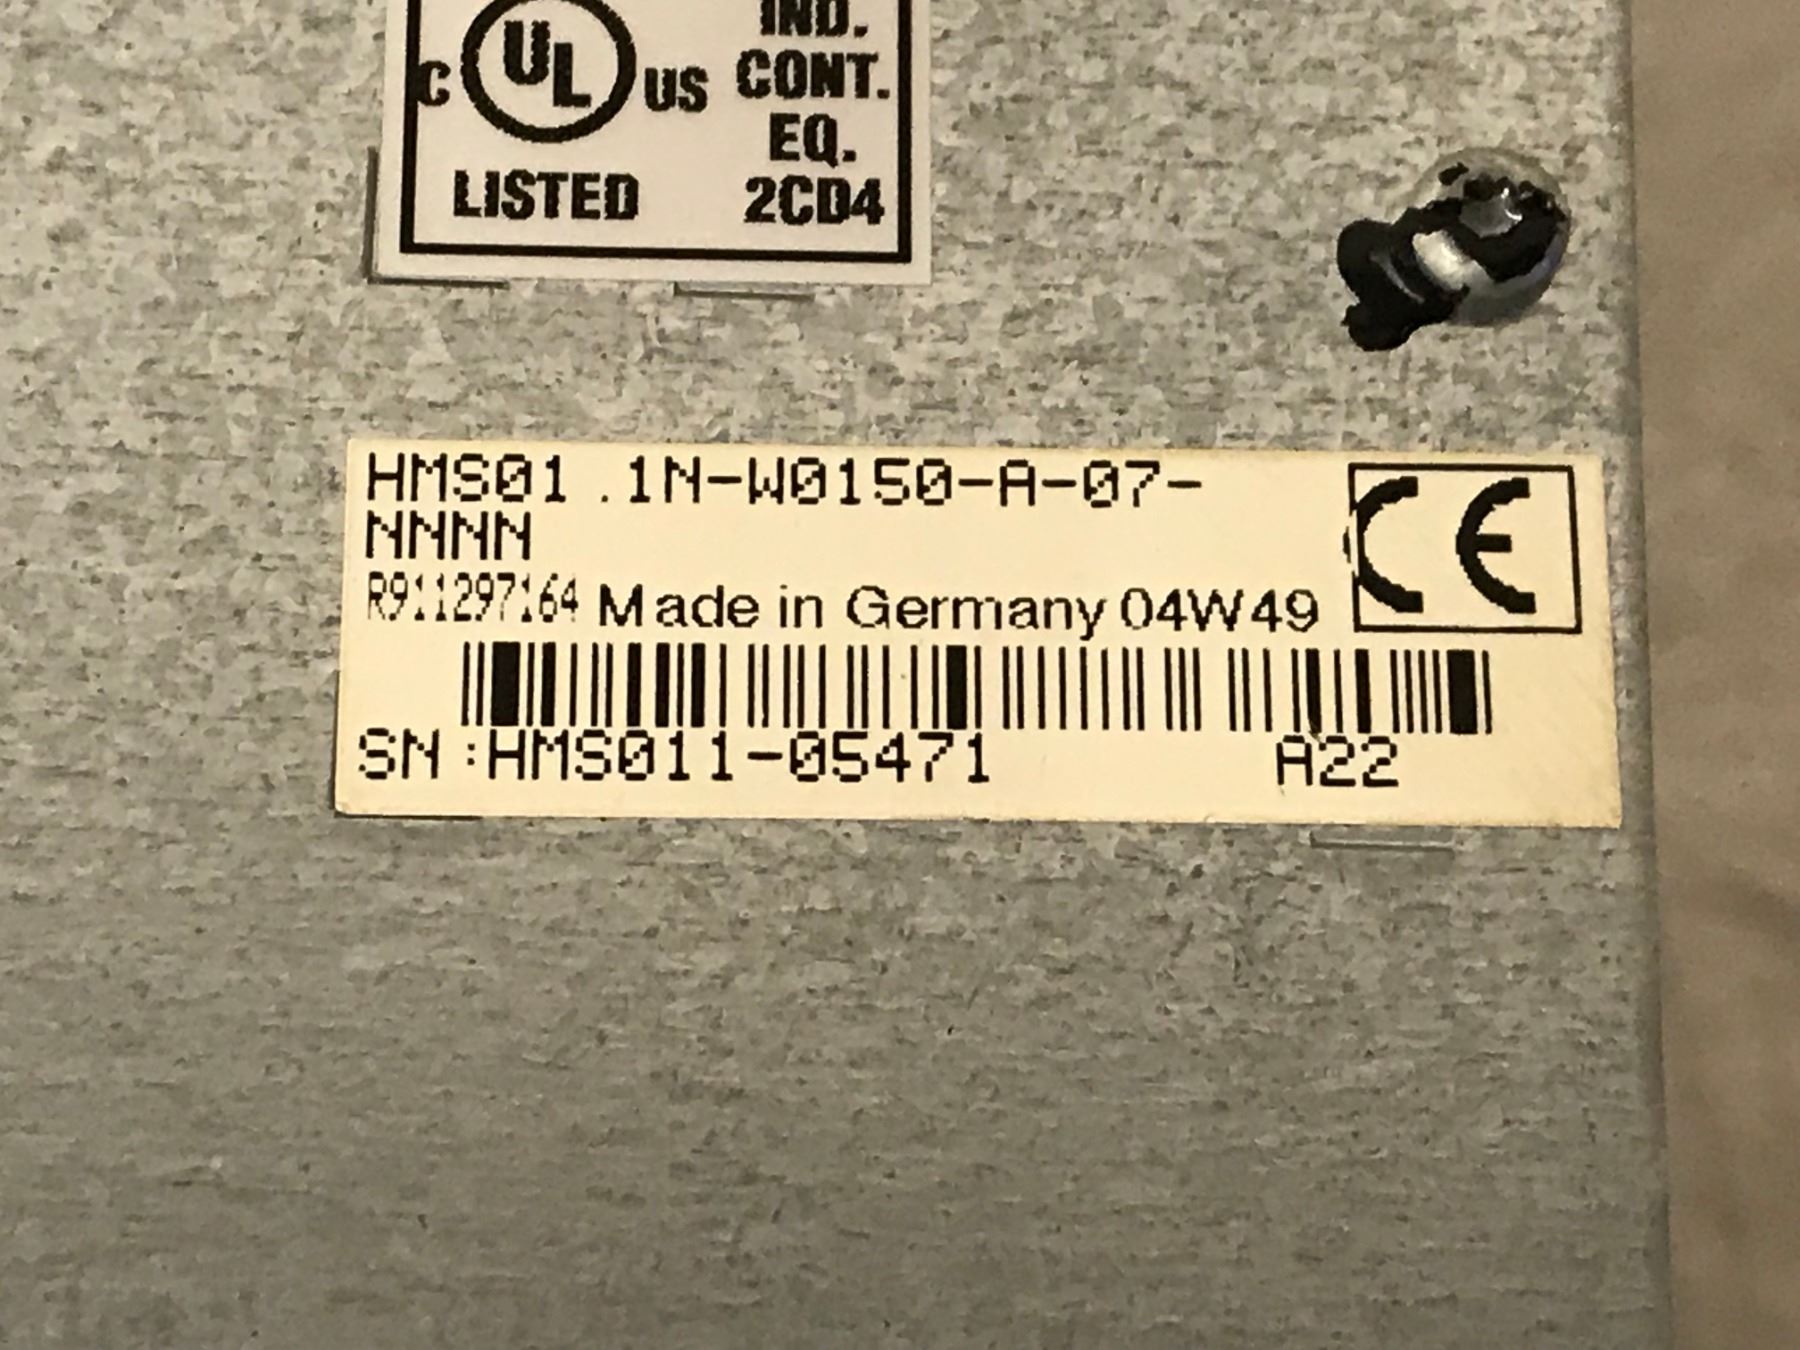 IND.
C UL US CONT.
EQ.
LISTED 2CD4
HMS01.1N-W0150-A-07-
NNNN
R911297164 Made in Germany 04W49 CE
SN:HMS011-05471 A22